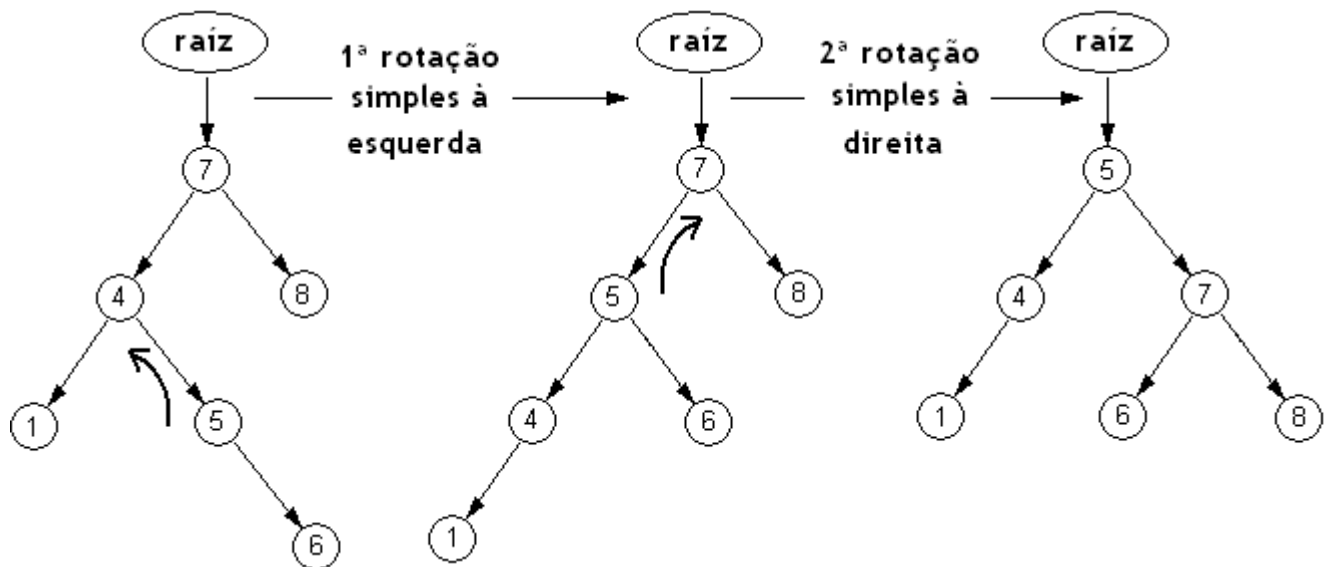 raíz
1ª rotação
simples à
esquerda
raíz
2ª rotação
simples à
direita
raíz
7
4
8
1
5
6
7
5
8
4
6
1
5
4
7
1
6
8